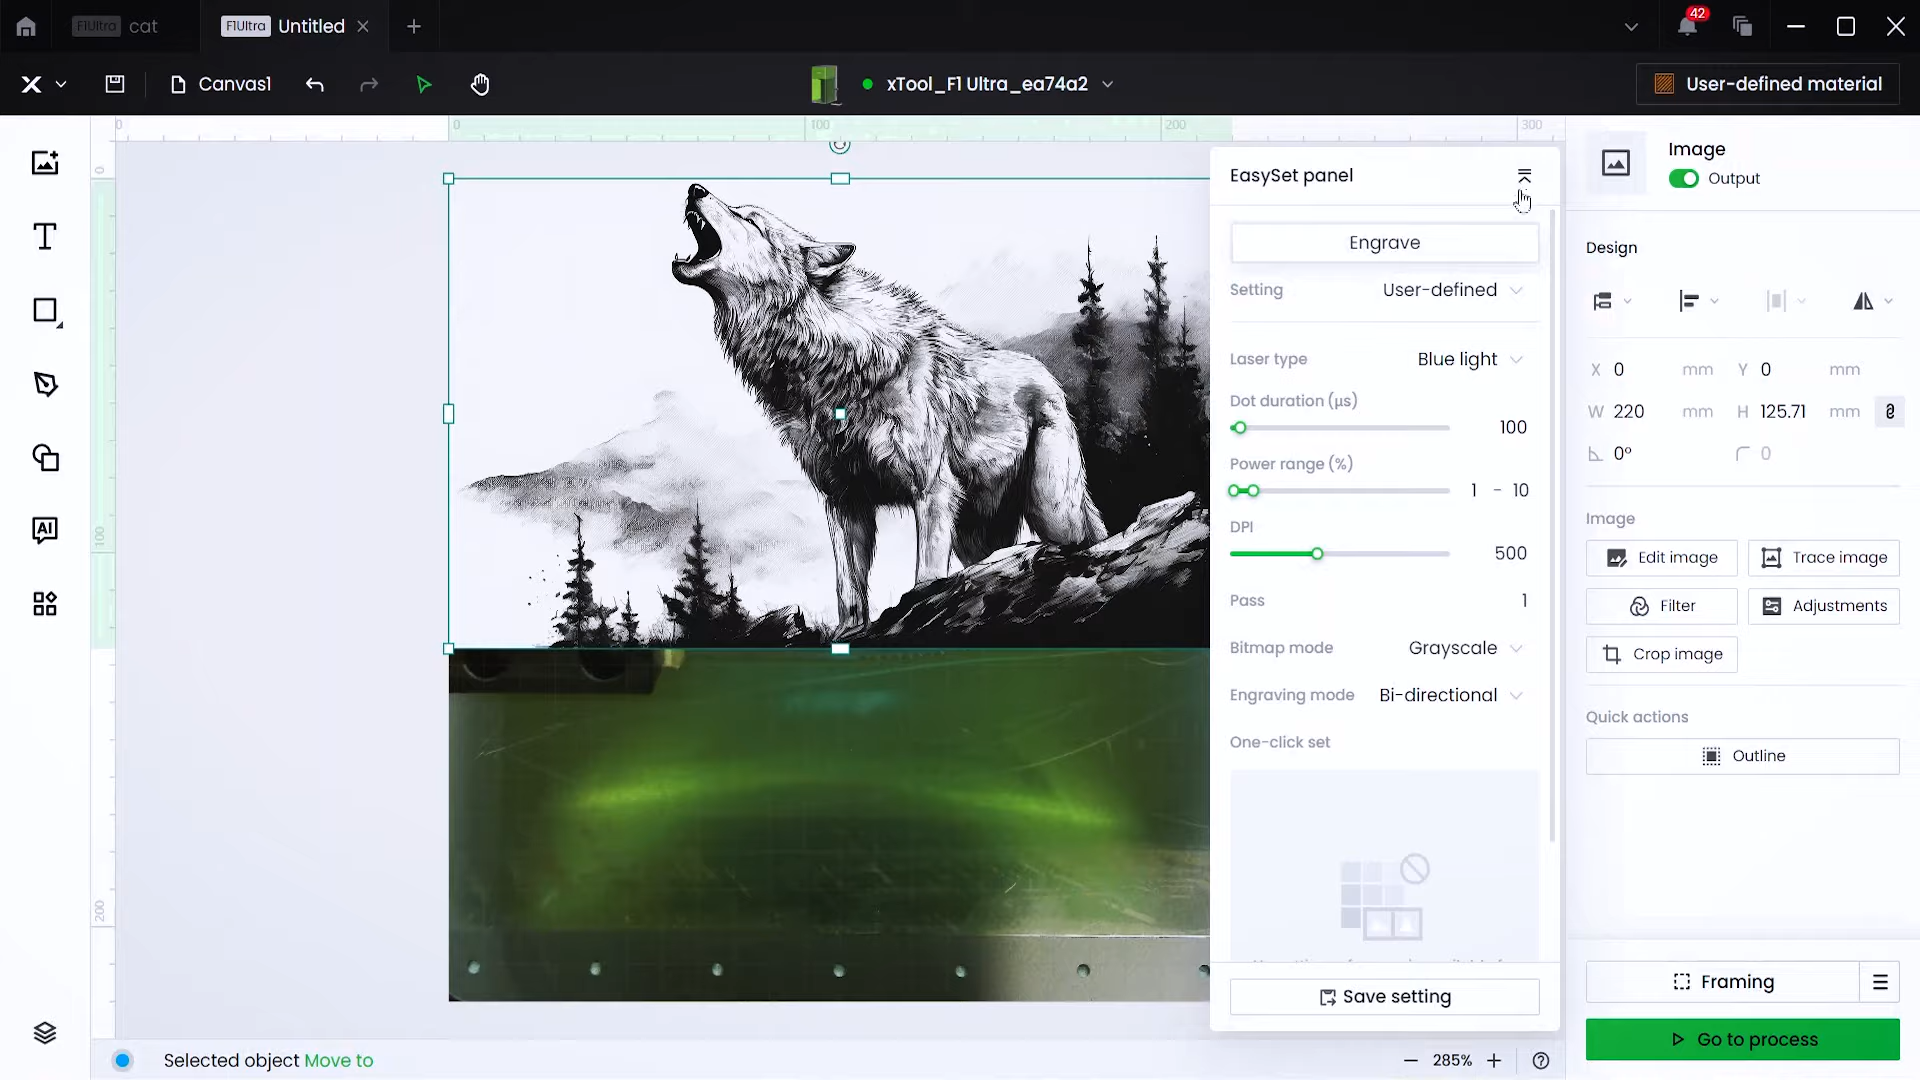 F1Ultra cat
F1Ultra Untitled
42
Canvas1
xTool_F1 Ultra_ea74a2
User-defined material
0
0
100
200
300
0
100
200
EasySet panel
Engrave
Setting User-defined
Laser type Blue light
Dot duration (µs)
100
Power range (%)
1 - 10
DPI
500
Pass 1
Bitmap mode Grayscale
Engraving mode Bi-directional
One-click set
Save setting
Image
Output
Design
X 0 mm Y 0 mm
W 220 mm H 125.71 mm
0° 0
Image
Edit image Trace image
Filter Adjustments
Crop image
Quick actions
Outline
Framing
Go to process
Selected object Move to
285%